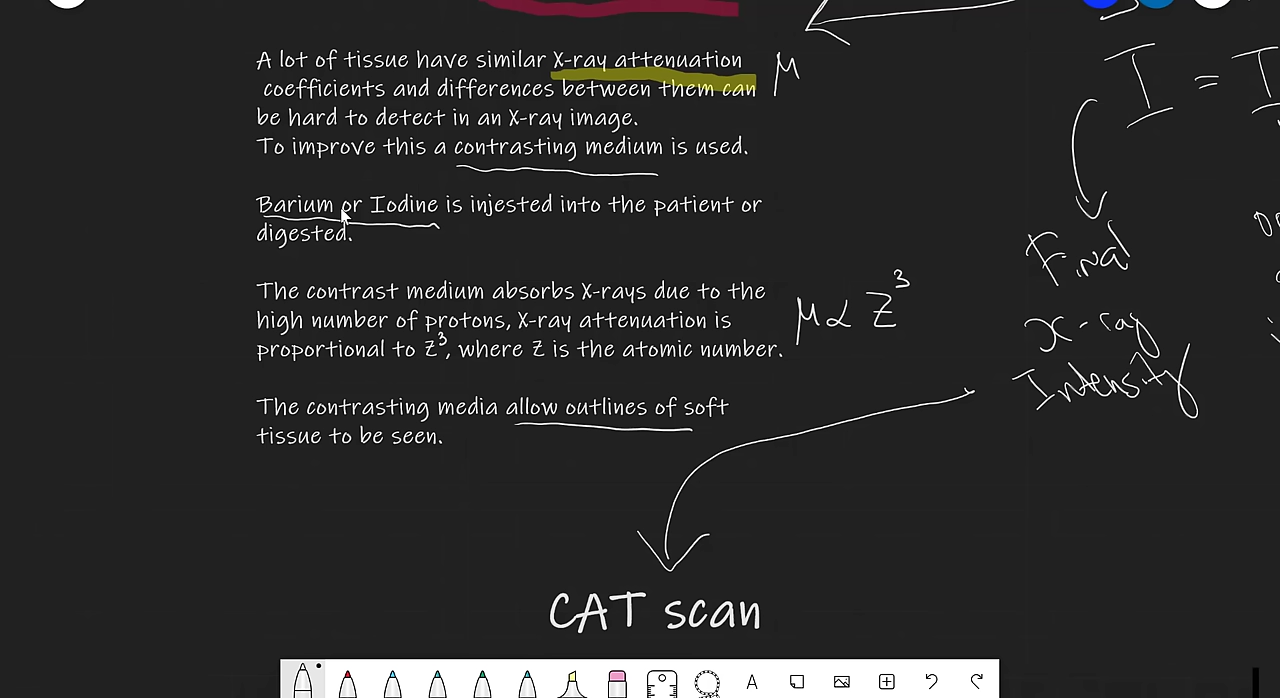 A lot of tissue have similar X-ray attenuation
coefficients and differences between them can
be hard to detect in an X-ray image.
To improve this a contrasting medium is used.
μ
I = I
Barium or Iodine is injested into the patient or
digested.
Final
x-ray
Intensity
The contrast medium absorbs X-rays due to the
high number of protons, X-ray attenuation is
proportional to Z³, where Z is the atomic number.
μ ∝ Z³
The contrasting media allow outlines of soft
tissue to be seen.
CAT scan
A